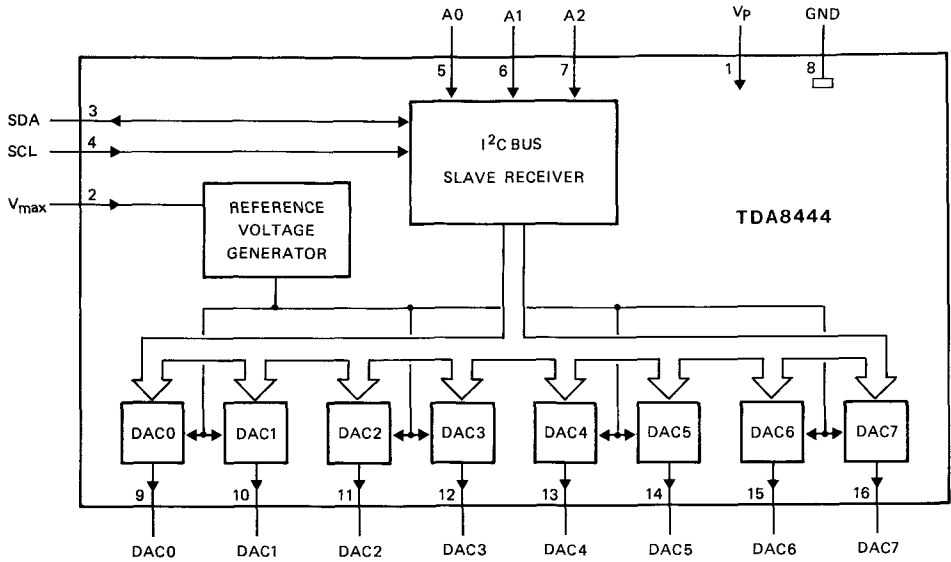 A0 A1 A2 VP GND
5 6 7 1 8
SDA 3
SCL 4
I²C BUS
SLAVE RECEIVER
Vmax 2
REFERENCE
VOLTAGE
GENERATOR
TDA8444
DAC0 DAC1 DAC2 DAC3 DAC4 DAC5 DAC6 DAC7
9 10 11 12 13 14 15 16
DAC0 DAC1 DAC2 DAC3 DAC4 DAC5 DAC6 DAC7